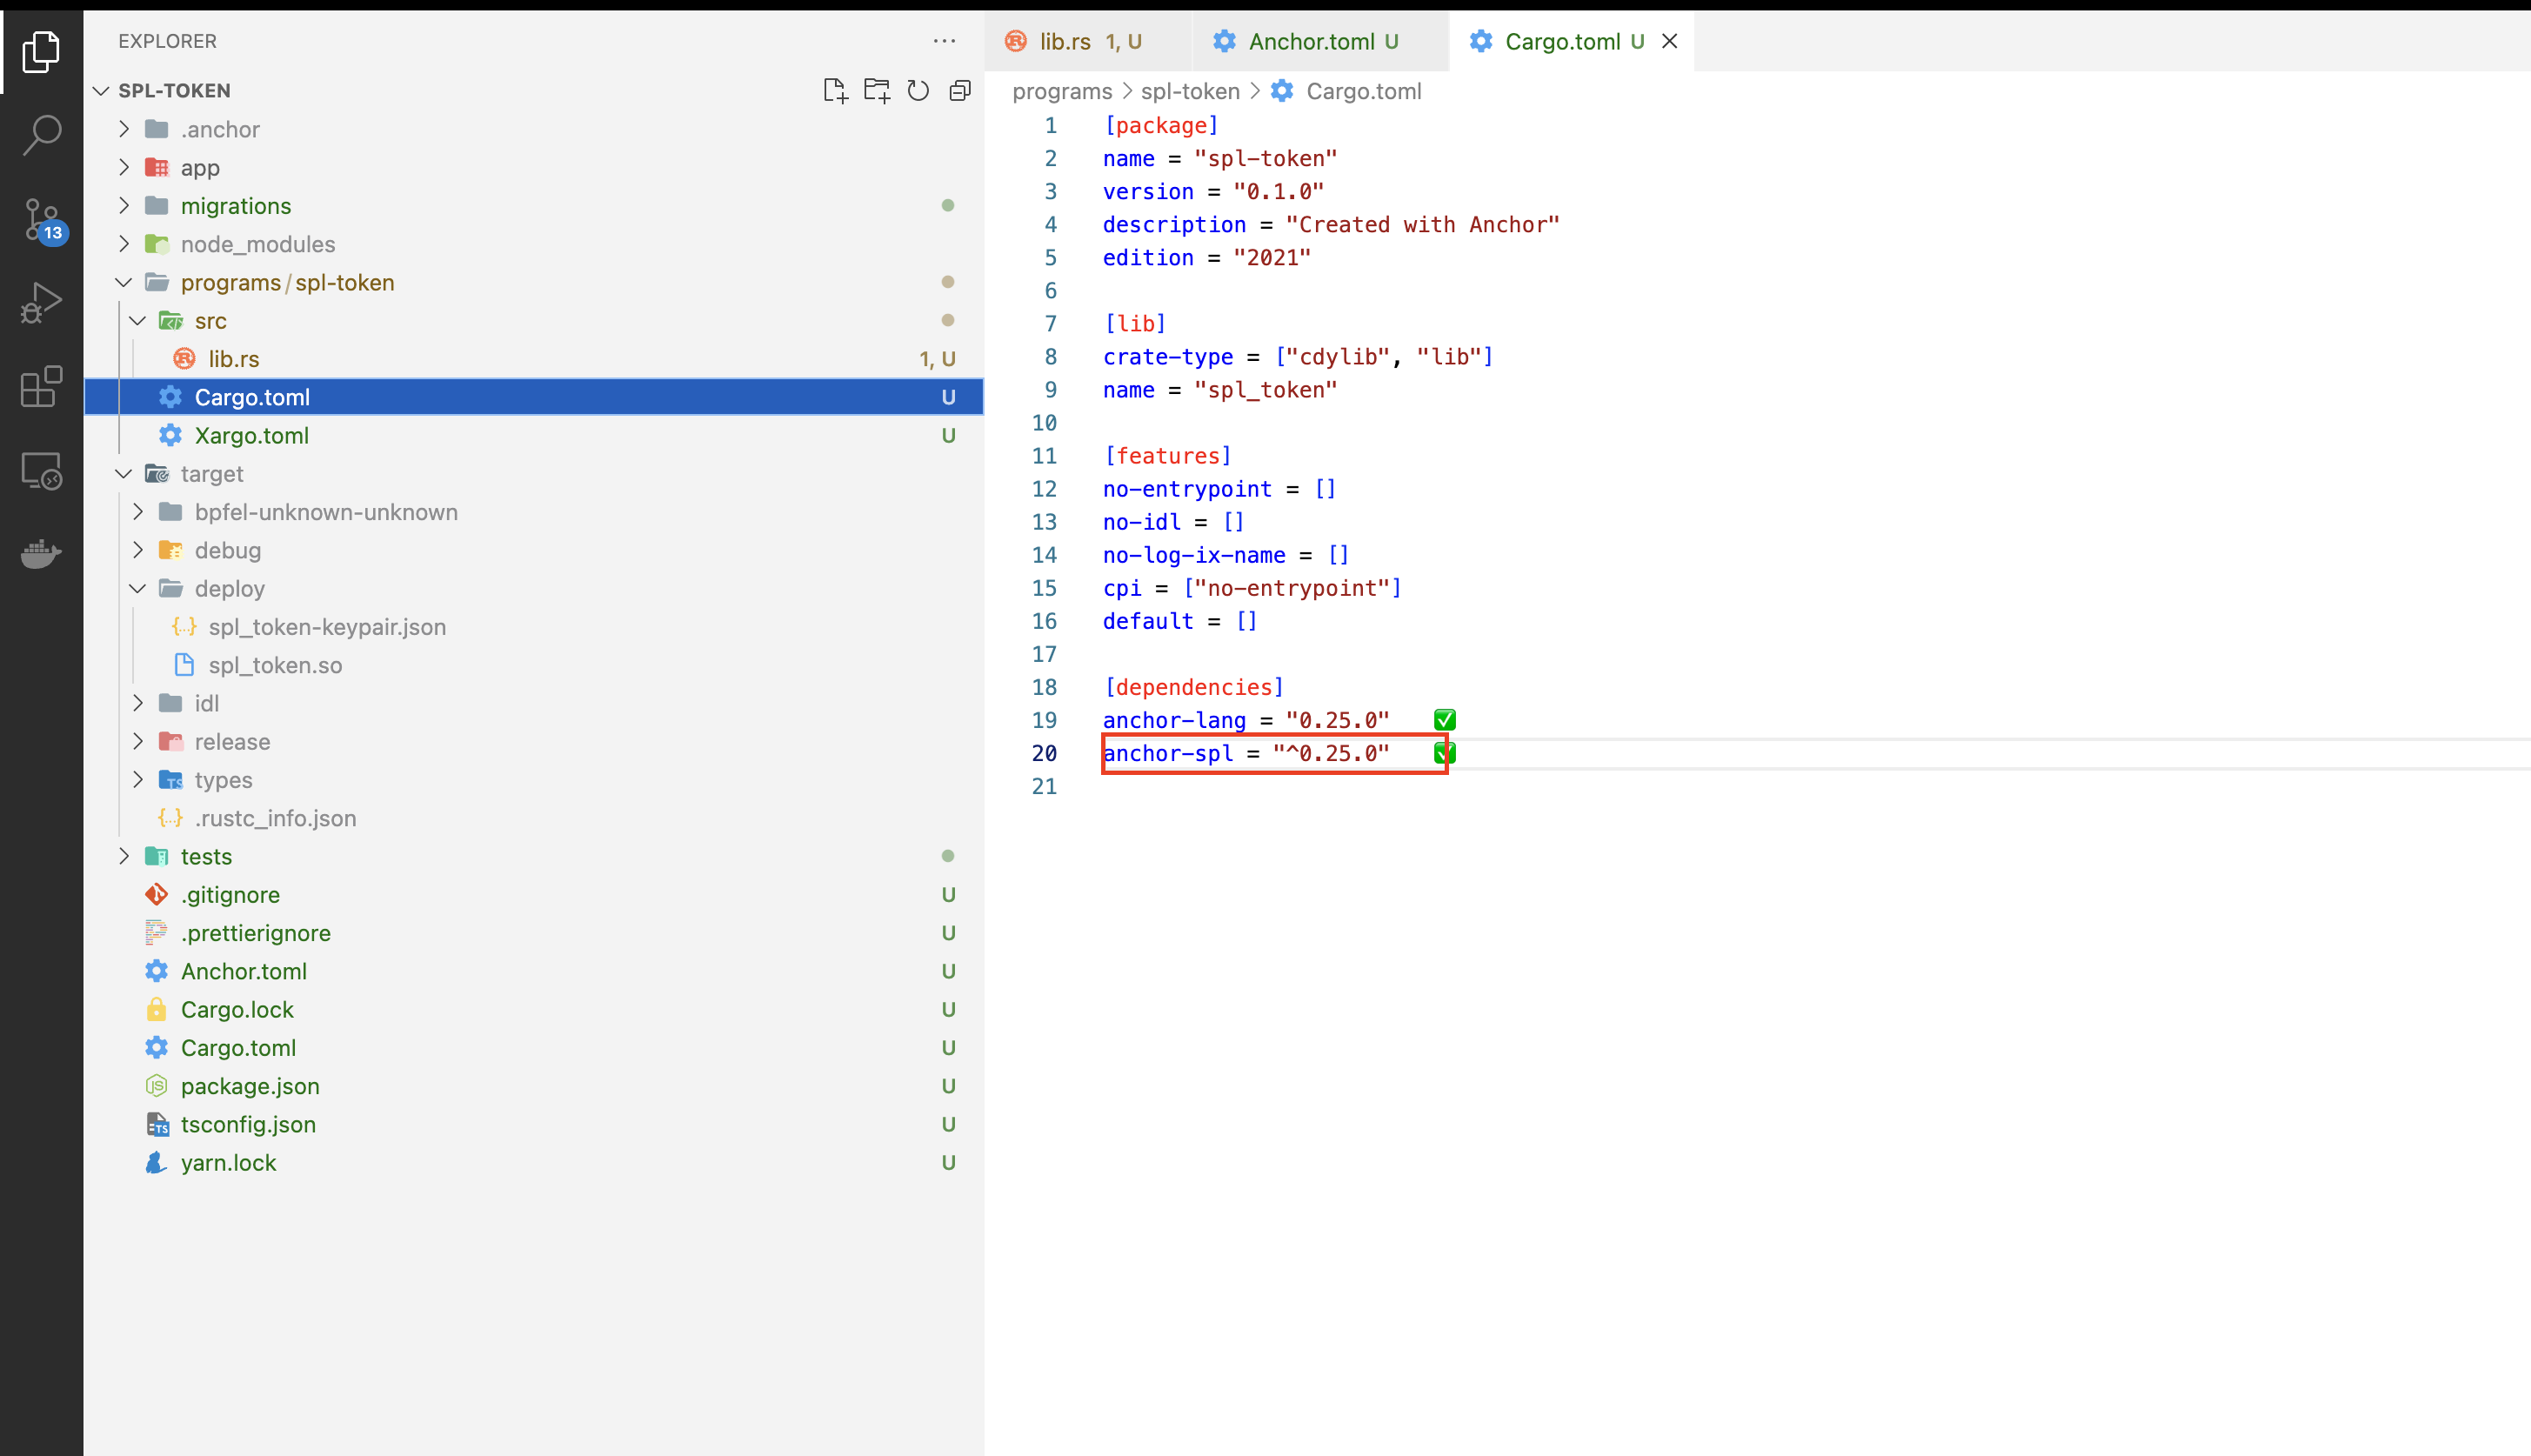 EXPLORER
SPL-TOKEN
.anchor
app
migrations
node_modules
programs/spl-token
src
lib.rs 1, U
Cargo.toml U
Xargo.toml U
target
bpfel-unknown-unknown
debug
deploy
spl_token-keypair.json
spl_token.so
idl
release
types
.rustc_info.json
tests
.gitignore U
.prettierignore U
Anchor.toml U
Cargo.lock U
Cargo.toml U
package.json U
tsconfig.json U
yarn.lock U
13
lib.rs 1, U Anchor.toml U Cargo.toml U
programs > spl-token > Cargo.toml
1 [package]
2 name = "spl-token"
3 version = "0.1.0"
4 description = "Created with Anchor"
5 edition = "2021"
6
7 [lib]
8 crate-type = ["cdylib", "lib"]
9 name = "spl_token"
10
11 [features]
12 no-entrypoint = []
13 no-idl = []
14 no-log-ix-name = []
15 cpi = ["no-entrypoint"]
16 default = []
17
18 [dependencies]
19 anchor-lang = "0.25.0" ✅
20 anchor-spl = "^0.25.0" ✅
21